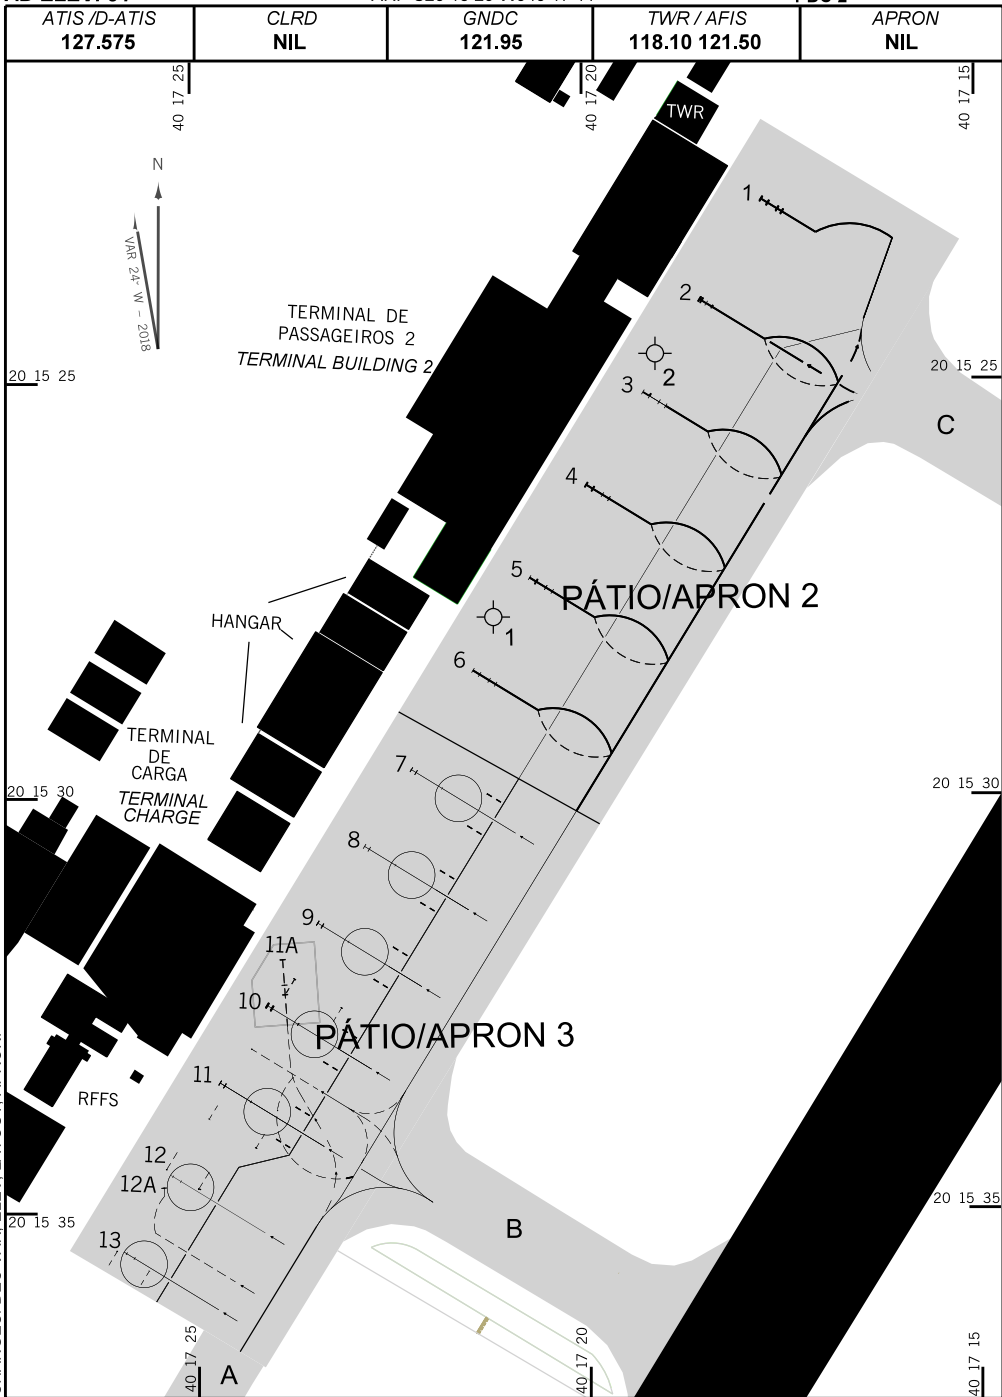 ATIS /D-ATIS
127.575
CLRD
NIL
GNDC
121.95
TWR / AFIS
118.10 121.50
APRON
NIL
40 17 25
40 17 20
40 17 15
TWR
N
VAR 24° W - 2018
1
2
TERMINAL DE
PASSAGEIROS 2
TERMINAL BUILDING 2
2
20 15 25
20 15 25
3
C
4
5
PÁTIO/APRON 2
HANGAR
1
6
TERMINAL
DE
CARGA
TERMINAL
CHARGE
7
20 15 30
20 15 30
8
9
11A
10
PÁTIO/APRON 3
11
RFFS
12
12A
20 15 35
20 15 35
B
13
A
40 17 25
40 17 20
40 17 15